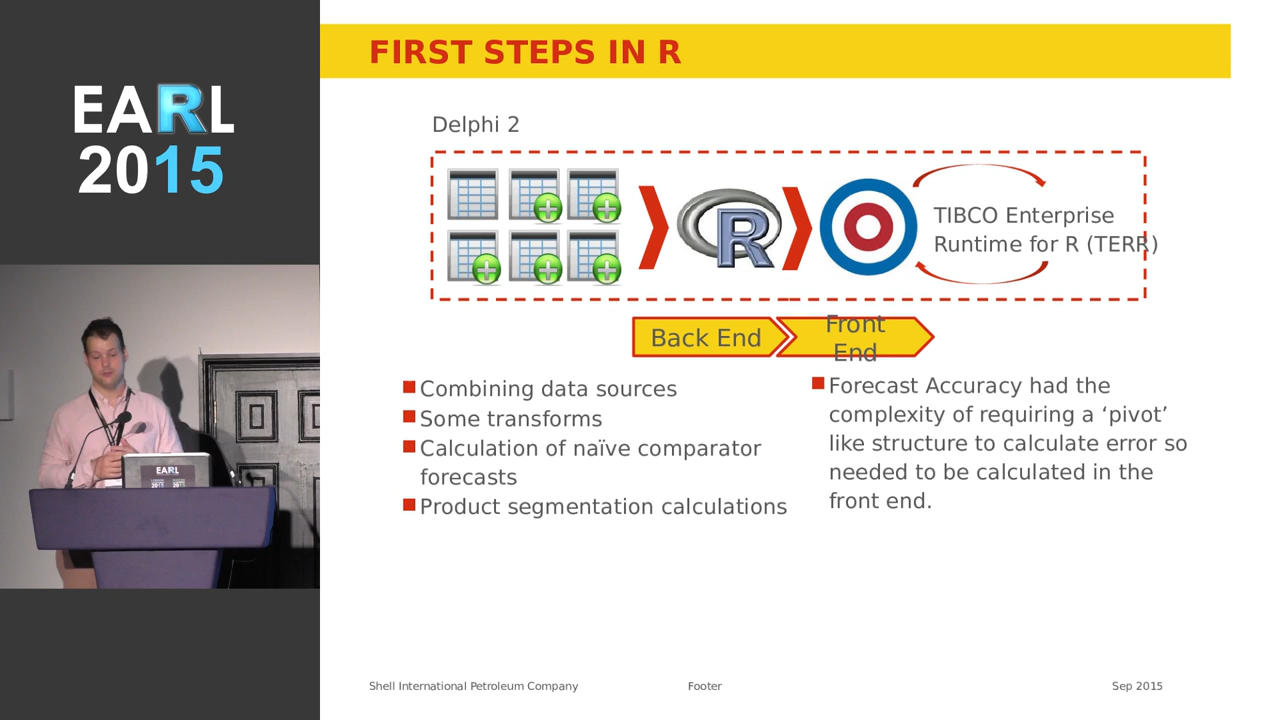 EARL
2015
FIRST STEPS IN R
Delphi 2
R
TIBCO Enterprise
Runtime for R (TERR)
Back End
Front
End
Combining data sources
Some transforms
Calculation of naïve comparator
forecasts
Product segmentation calculations
Forecast Accuracy had the
complexity of requiring a ‘pivot’
like structure to calculate error so
needed to be calculated in the
front end.
EARL
Shell International Petroleum Company
Footer
Sep 2015